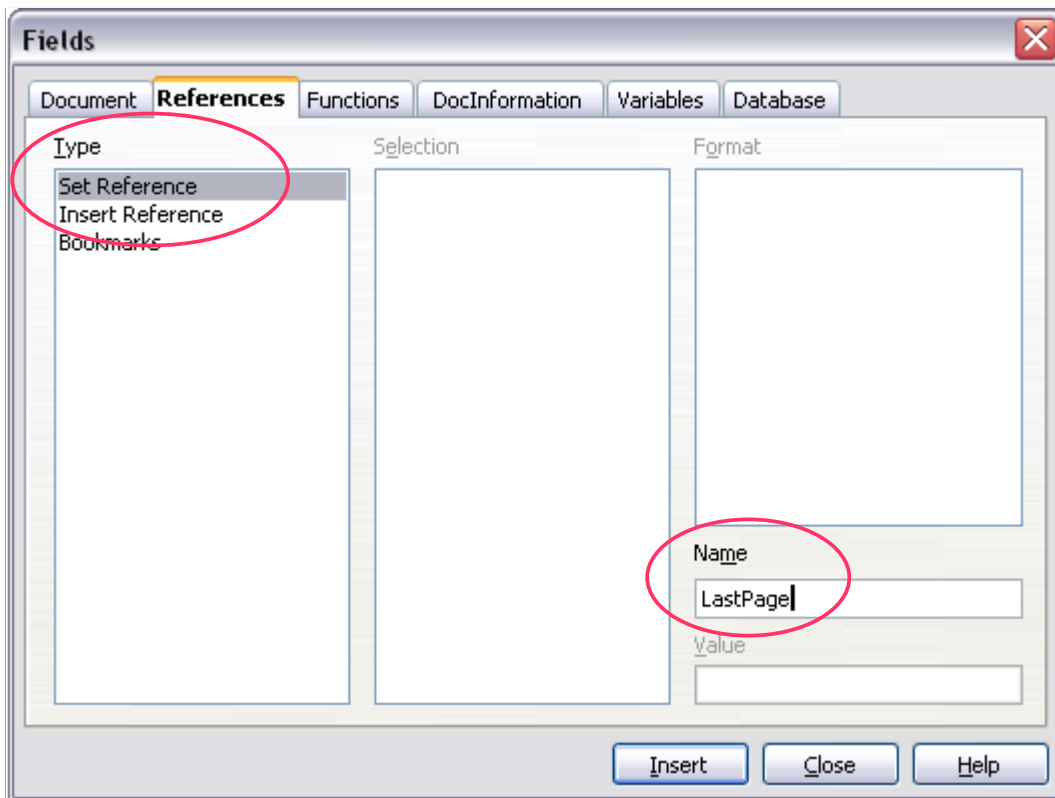 Fields
Document References Functions DocInformation Variables Database
Type Selection Format
Set Reference
Insert Reference
Bookmarks
Name
LastPage
Value
Insert Close Help